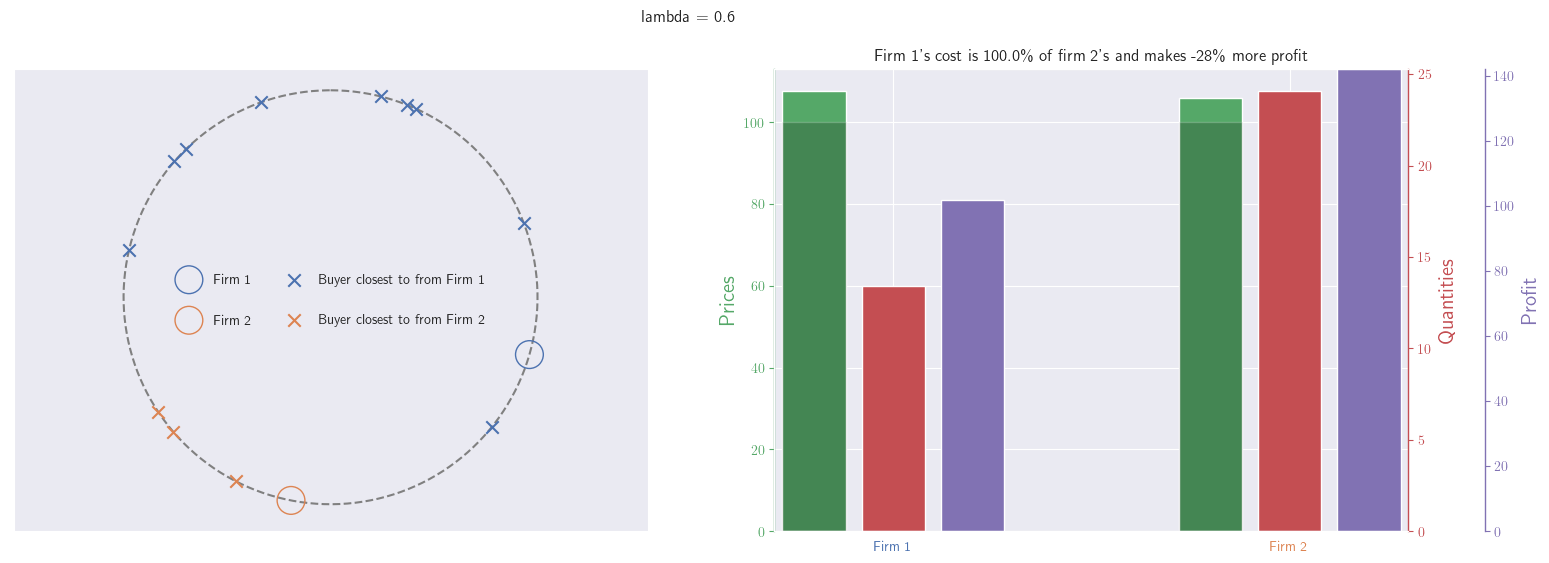 lambda = 0.6
Firm 1 Buyer closest to from Firm 1
Firm 2 Buyer closest to from Firm 2
Firm 1's cost is 100.0% of firm 2's and makes -28% more profit
Prices
100
80
60
40
20
0
Firm 1 Firm 2
25
20
15
10
5
0
Quantities
140
120
100
80
60
40
20
0
Profit